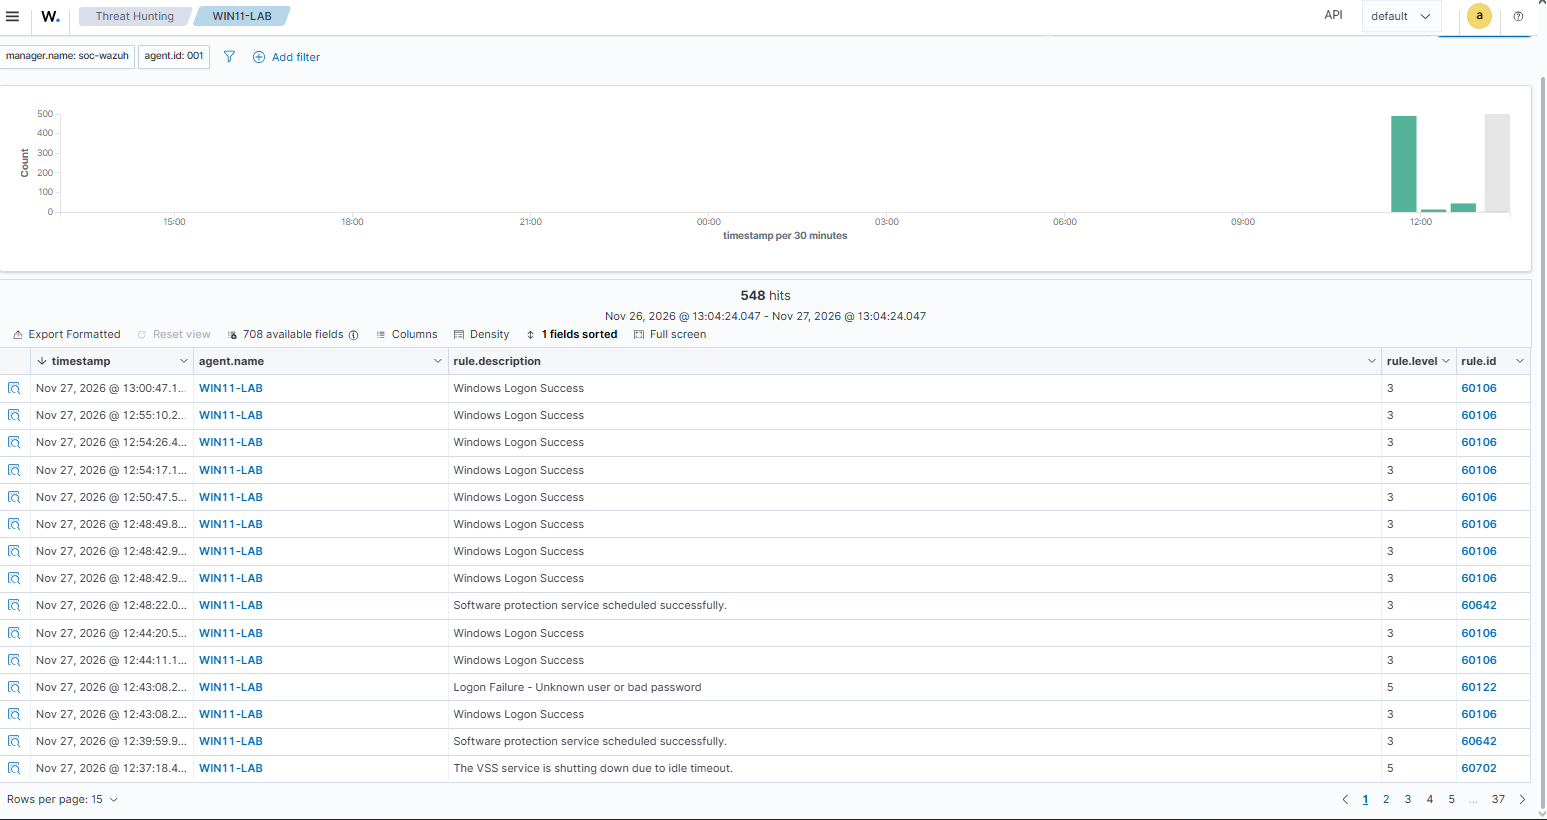 W. Threat Hunting WIN11-LAB API default a
manager.name: soc-wazuh agent.id: 001 Add filter
500
400
300
200
100
0
Count
15:00 18:00 21:00 00:00 03:00 06:00 09:00 12:00
timestamp per 30 minutes
548 hits
Nov 26, 2026 @ 13:04:24.047 - Nov 27, 2026 @ 13:04:24.047
Export Formatted Reset view 708 available fields Columns Density 1 fields sorted Full screen
timestamp agent.name rule.description rule.level rule.id
Nov 27, 2026 @ 13:00:47.1... WIN11-LAB Windows Logon Success 3 60106
Nov 27, 2026 @ 12:55:10.2... WIN11-LAB Windows Logon Success 3 60106
Nov 27, 2026 @ 12:54:26.4... WIN11-LAB Windows Logon Success 3 60106
Nov 27, 2026 @ 12:54:17.1... WIN11-LAB Windows Logon Success 3 60106
Nov 27, 2026 @ 12:50:47.5... WIN11-LAB Windows Logon Success 3 60106
Nov 27, 2026 @ 12:48:49.8... WIN11-LAB Windows Logon Success 3 60106
Nov 27, 2026 @ 12:48:42.9... WIN11-LAB Windows Logon Success 3 60106
Nov 27, 2026 @ 12:48:42.9... WIN11-LAB Windows Logon Success 3 60106
Nov 27, 2026 @ 12:48:22.0... WIN11-LAB Software protection service scheduled successfully. 3 60642
Nov 27, 2026 @ 12:44:20.5... WIN11-LAB Windows Logon Success 3 60106
Nov 27, 2026 @ 12:44:11.1... WIN11-LAB Windows Logon Success 3 60106
Nov 27, 2026 @ 12:43:08.2... WIN11-LAB Logon Failure - Unknown user or bad password 5 60122
Nov 27, 2026 @ 12:43:08.2... WIN11-LAB Windows Logon Success 3 60106
Nov 27, 2026 @ 12:39:59.9... WIN11-LAB Software protection service scheduled successfully. 3 60642
Nov 27, 2026 @ 12:37:18.4... WIN11-LAB The VSS service is shutting down due to idle timeout. 5 60702
Rows per page: 15 1 2 3 4 5 ... 37